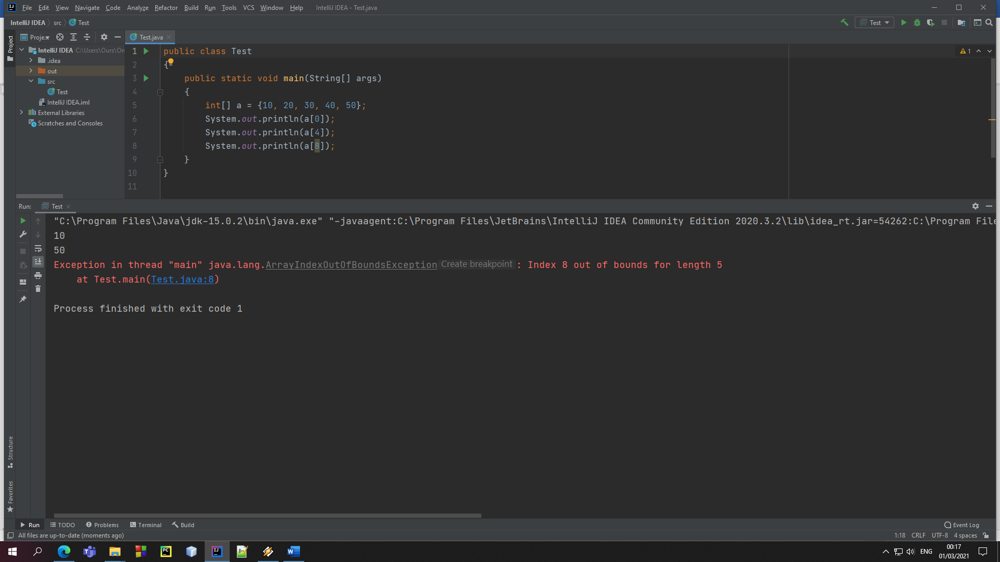 File Edit View Navigate Code Analyze Refactor Build Run Tools VCS Window Help IntelliJ IDEA - Test.java
IntelliJ IDEA src Test
Test
Project
Proje...
Test.java
IntelliJ IDEA C:\Users\Ours\On
.idea
out
src
Test
IntelliJ IDEA.iml
External Libraries
Scratches and Consoles
1 public class Test
2 {
3 public static void main(String[] args)
4 {
5 int[] a = {10, 20, 30, 40, 50};
6 System.out.println(a[0]);
7 System.out.println(a[4]);
8 System.out.println(a[8]);
9 }
10 }
11
1
Run: Test
"C:\Program Files\Java\jdk-15.0.2\bin\java.exe" "-javaagent:C:\Program Files\JetBrains\IntelliJ IDEA Community Edition 2020.3.2\lib\idea_rt.jar=54262:C:\Program File
10
50
Exception in thread "main" java.lang.ArrayIndexOutOfBoundsException Create breakpoint : Index 8 out of bounds for length 5
at Test.main(Test.java:8)
Process finished with exit code 1
Structure
Favorites
Run TODO Problems Terminal Build Event Log
All files are up-to-date (moments ago) 1:18 CRLF UTF-8 4 spaces
ENG
00:17
01/03/2021